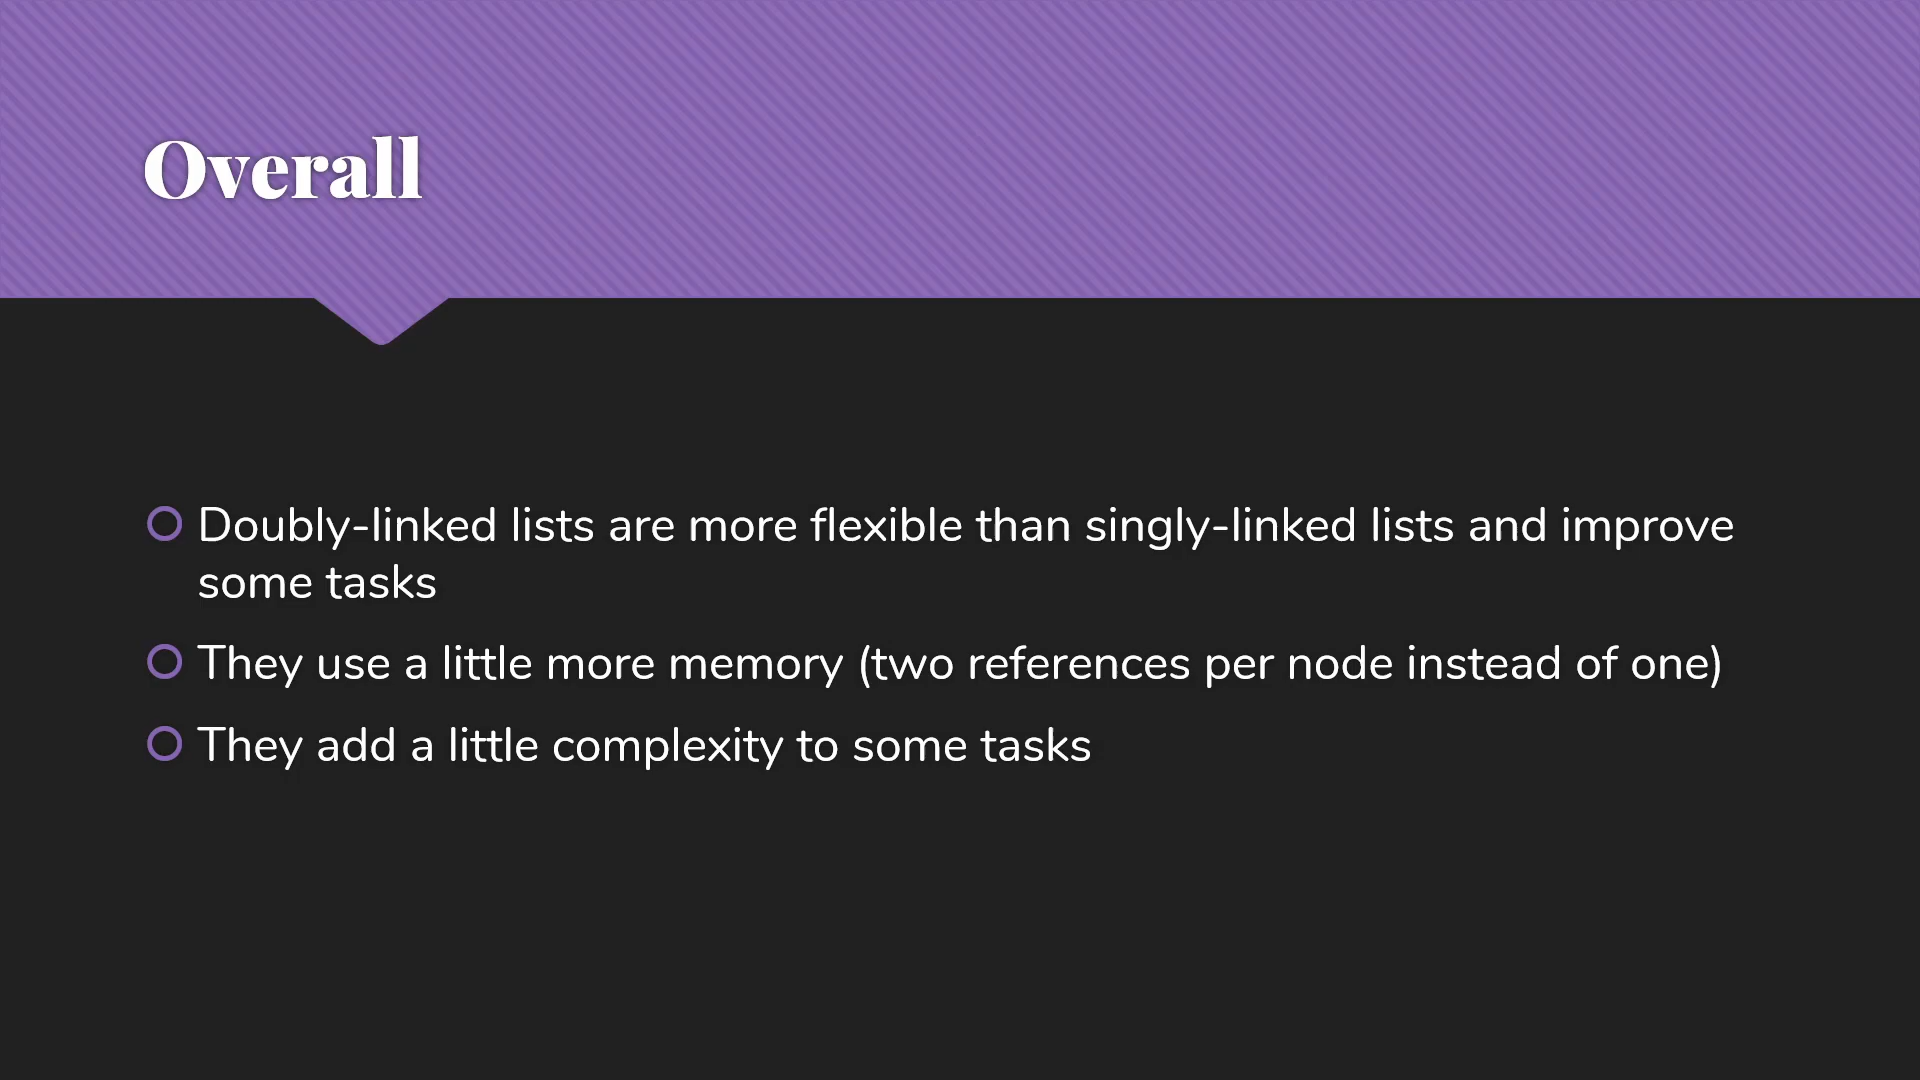 Overall
Doubly-linked lists are more flexible than singly-linked lists and improve
some tasks
They use a little more memory (two references per node instead of one)
They add a little complexity to some tasks